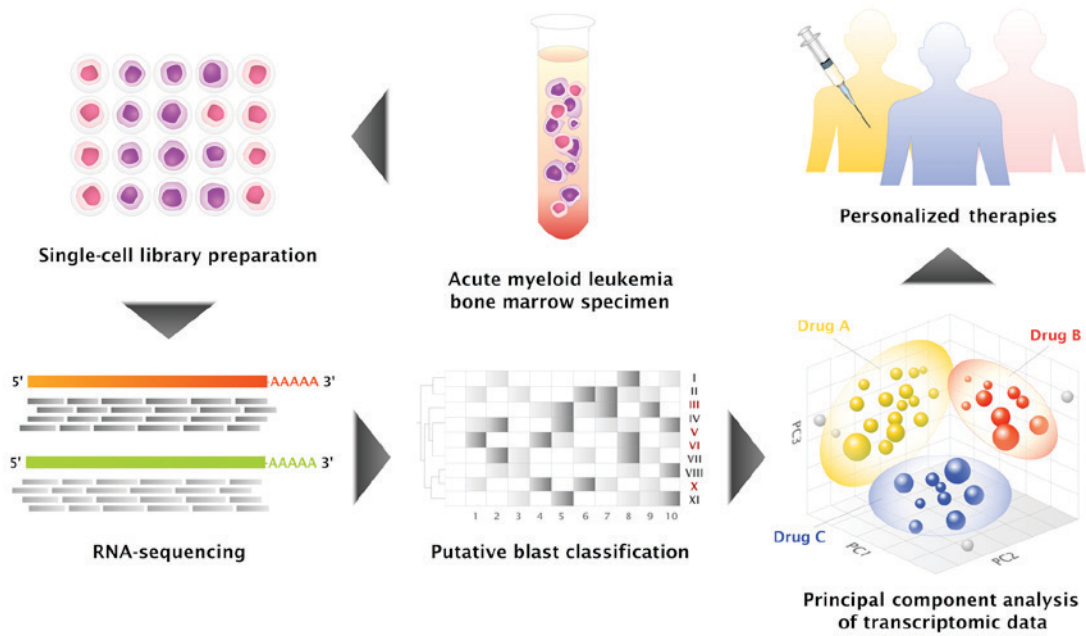 Single-cell library preparation
Acute myeloid leukemia
bone marrow specimen
Personalized therapies
5'
AAAAA 3'
5'
AAAAA 3'
RNA-sequencing
I
II
III
IV
V
VI
VII
VIII
X
XI
1 2 3 4 5 6 7 8 9 10
Putative blast classification
Drug A
Drug B
PC3
Drug C
PC1
PC2
Principal component analysis
of transcriptomic data